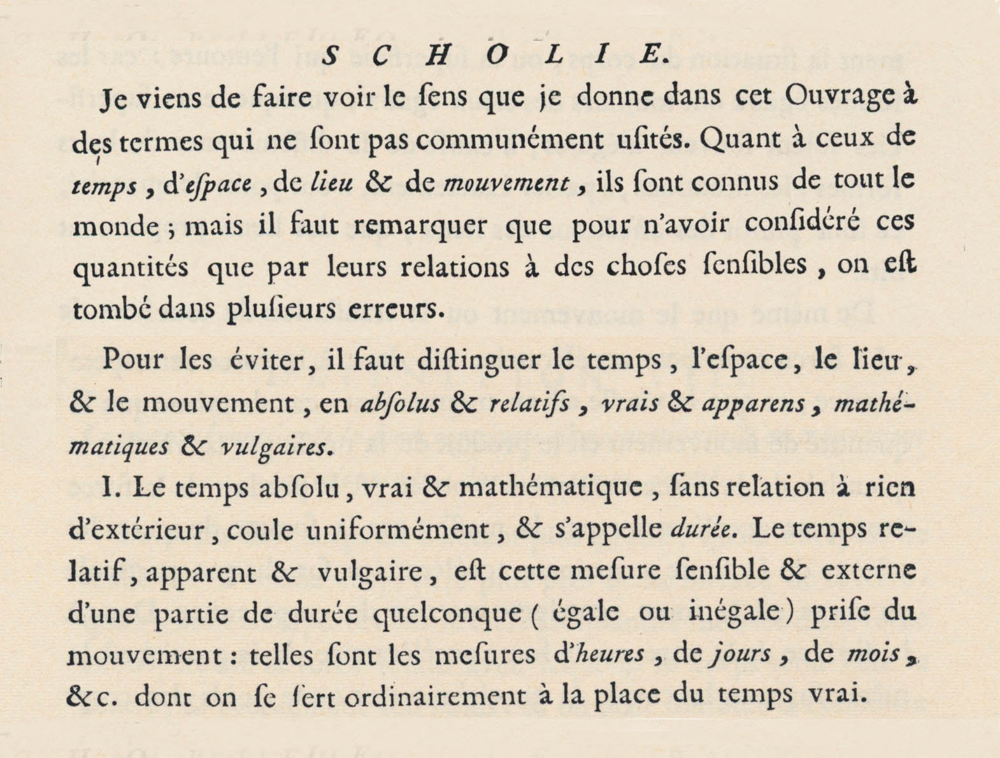 S C H O L I E.
Je viens de faire voir le ſens que je donne dans cet Ouvrage à
des termes qui ne ſont pas communément uſités. Quant à ceux de
temps, d'eſpace, de lieu & de mouvement, ils ſont connus de tout le
monde ; mais il faut remarquer que pour n'avoir conſidéré ces
quantités que par leurs relations à des choſes ſenſibles, on eſt
tombé dans pluſieurs erreurs.
Pour les éviter, il faut diſtinguer le temps, l'eſpace, le lieu,
& le mouvement, en abſolus & relatifs, vrais & apparens, mathé-
matiques & vulgaires.
I. Le temps abſolu, vrai & mathématique, ſans relation à rien
d'extérieur, coule uniformément, & s'appelle durée. Le temps re-
latif, apparent & vulgaire, eſt cette meſure ſenſible & externe
d'une partie de durée quelconque ( égale ou inégale ) priſe du
mouvement : telles ſont les meſures d'heures, de jours, de mois,
&c. dont on ſe ſert ordinairement à la place du temps vrai.